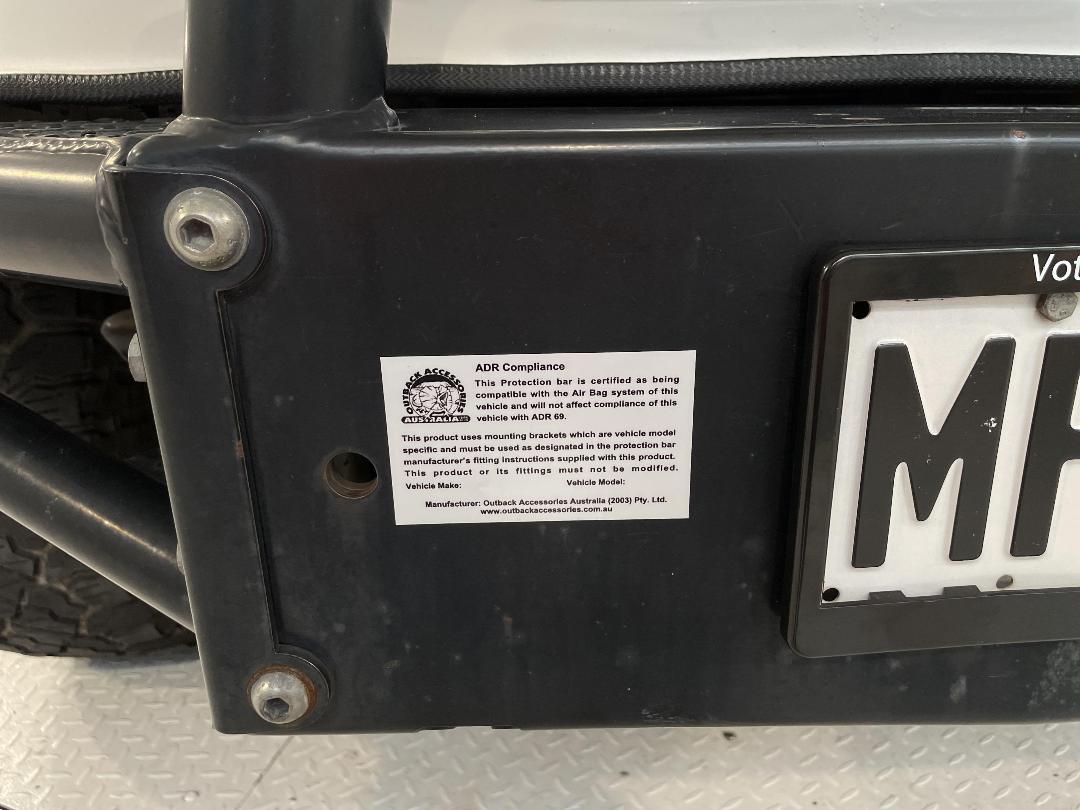 ADR Compliance
This Protection bar is certified as being
compatible with the Air Bag system of this
vehicle and will not affect compliance of this
vehicle with ADR 69.
OUTBACK ACCESSORIES
AUSTRALIA
This product uses mounting brackets which are vehicle model
specific and must be used as designated in the protection bar
manufacturer's fitting instructions supplied with this product.
This product or its fittings must not be modified.
Vehicle Make: Vehicle Model:
Manufacturer: Outback Accessories Australia (2003) Pty. Ltd.
www.outbackaccessories.com.au
Vot
M